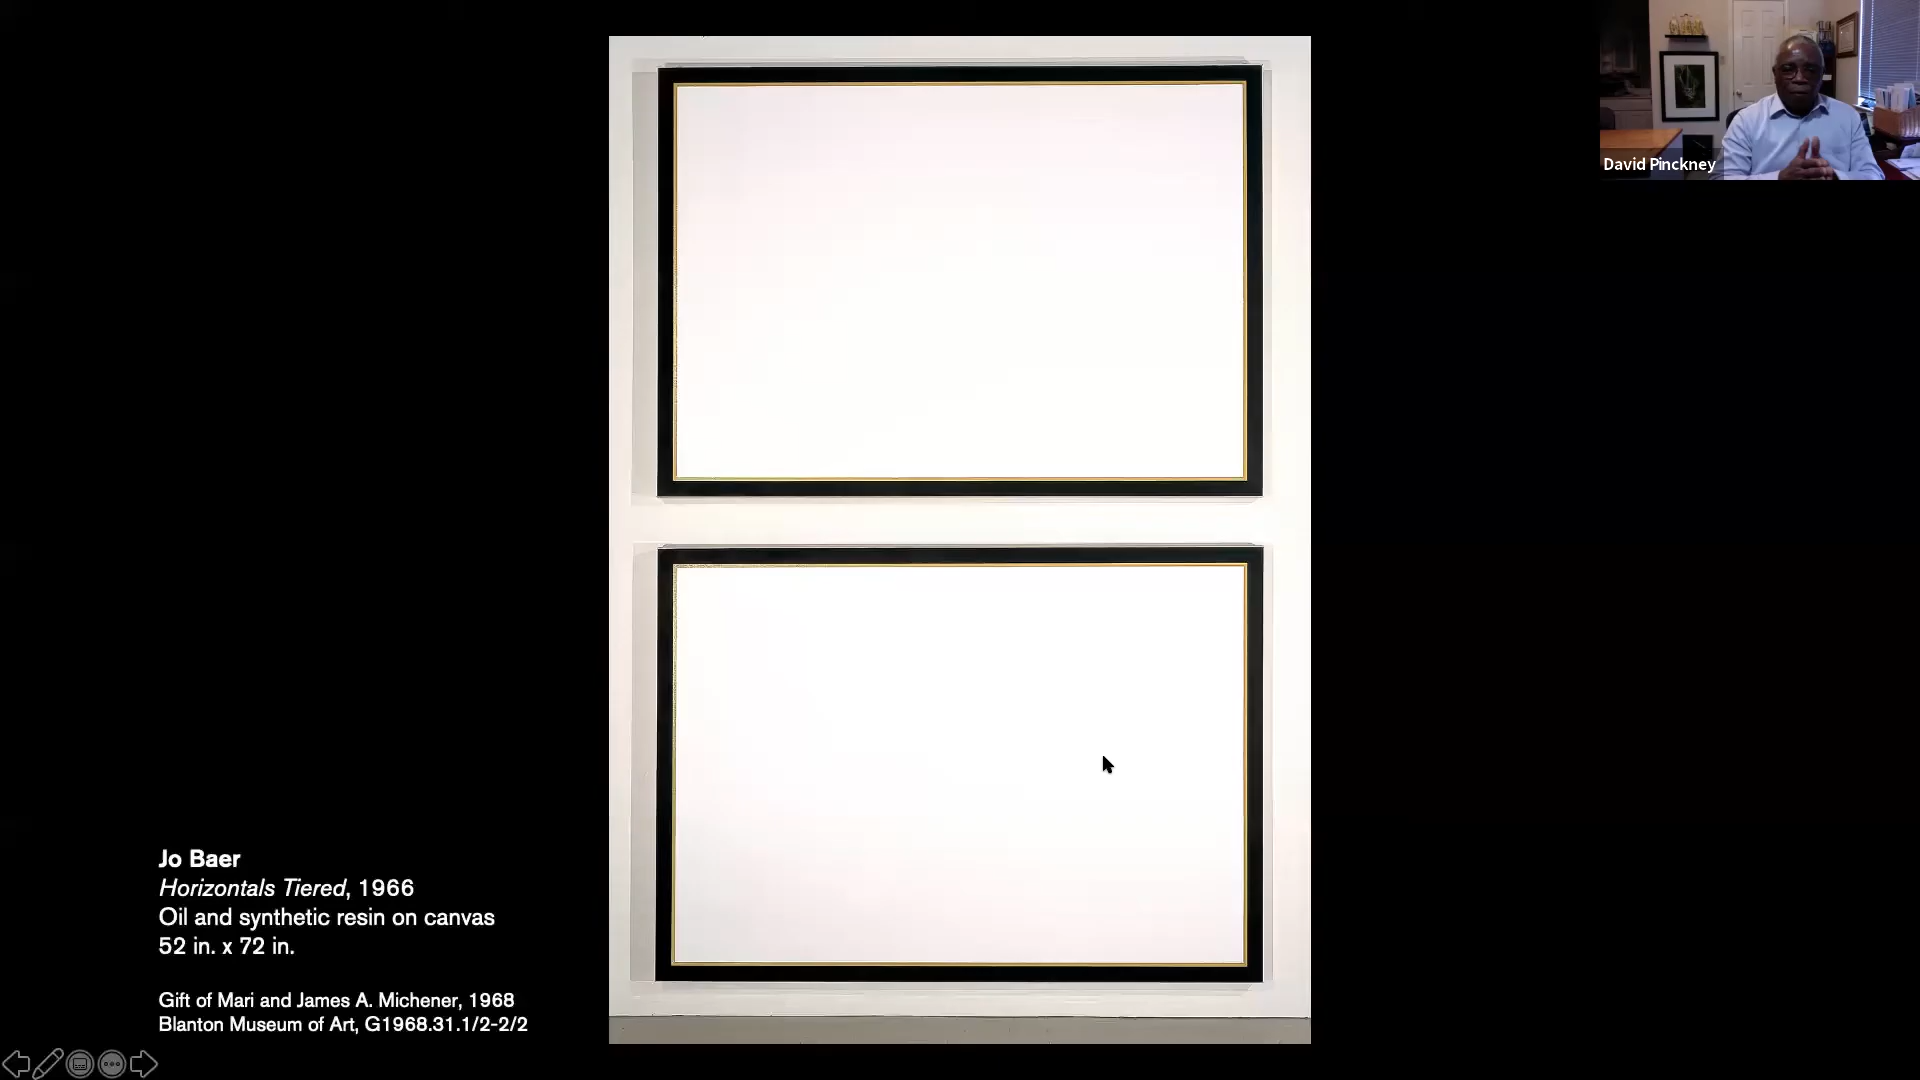 David Pinckney
Jo Baer
Horizontals Tiered, 1966
Oil and synthetic resin on canvas
52 in. x 72 in.
Gift of Mari and James A. Michener, 1968
Blanton Museum of Art, G1968.31.1/2-2/2